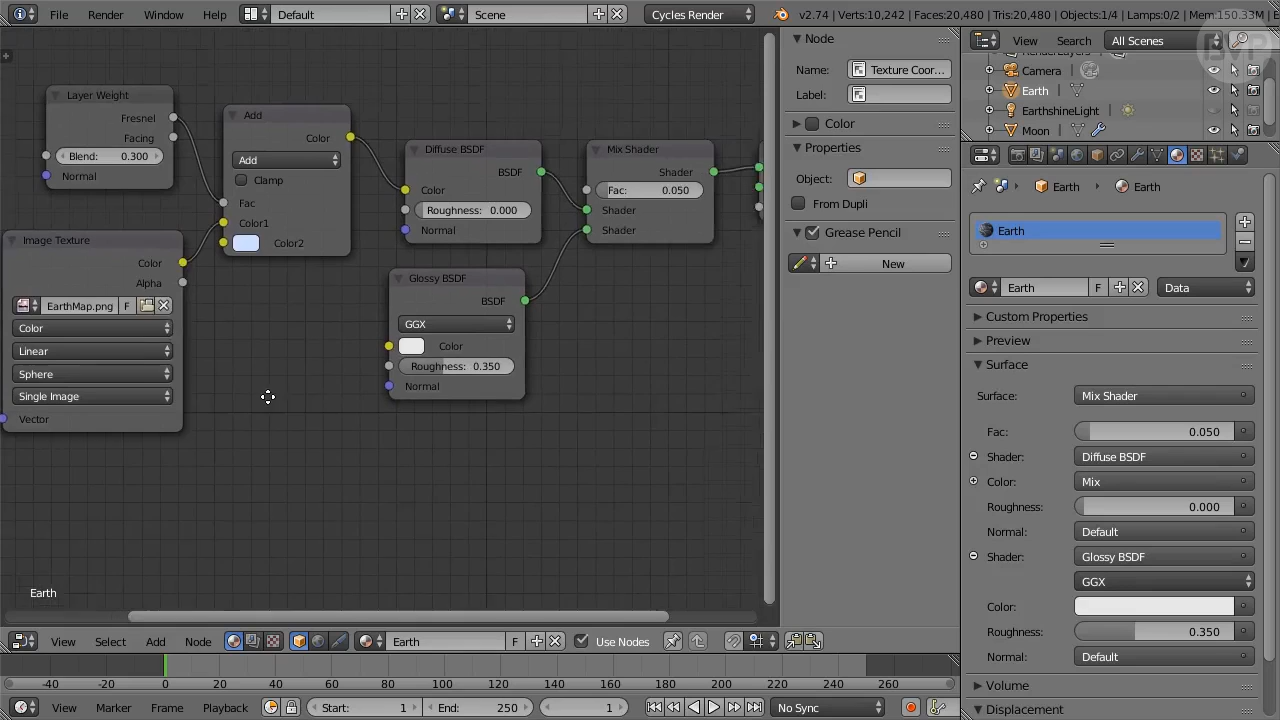 File Render Window Help Default Scene Cycles Render v2.74 | Verts:10,242 | Faces:20,480 | Tris:20,480 | Objects:1/4 | Lamps:0/2 | Mem:150.33M
View Search All Scenes
Camera
Earth
EarthshineLight
Moon
Layer Weight
Fresnel
Facing
Blend: 0.300
Normal
Add
Color
Add
Clamp
Fac
Color1
Color2
Image Texture
Color
Alpha
EarthMap.png F
Color
Linear
Sphere
Single Image
Vector
Diffuse BSDF
BSDF
Color
Roughness: 0.000
Normal
Glossy BSDF
BSDF
GGX
Color
Roughness: 0.350
Normal
Mix Shader
Shader
Fac: 0.050
Shader
Shader
Earth
Node
Name: Texture Coor...
Label:
Color
Properties
Object:
From Dupli
Grease Pencil
New
Earth Earth
Earth
Earth F Data
Custom Properties
Preview
Surface
Surface: Mix Shader
Fac: 0.050
Shader: Diffuse BSDF
Color: Mix
Roughness: 0.000
Normal: Default
Shader: Glossy BSDF
GGX
Color:
Roughness: 0.350
Normal: Default
Volume
Displacement
View Select Add Node Earth F Use Nodes
-40 -20 0 20 40 60 80 100 120 140 160 180 200 220 240 260
View Marker Frame Playback Start: 1 End: 250 1 No Sync